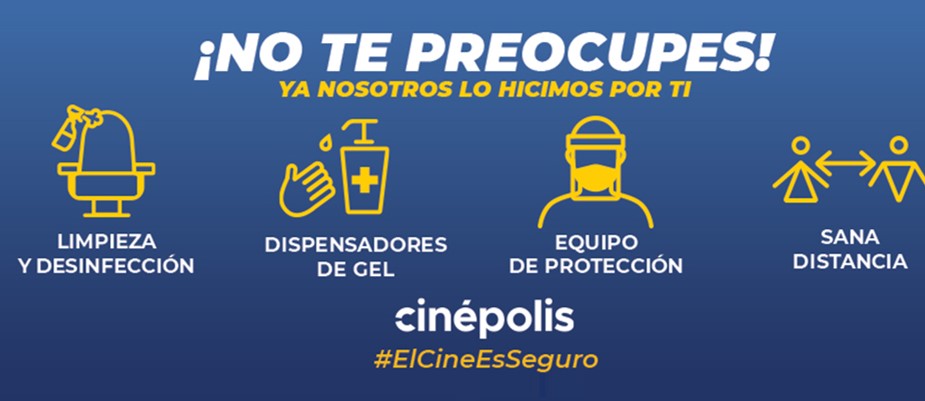 ¡NO TE PREOCUPES!
YA NOSOTROS LO HICIMOS POR TI
LIMPIEZA
Y DESINFECCIÓN
DISPENSADORES
DE GEL
EQUIPO
DE PROTECCIÓN
SANA
DISTANCIA
cinépolis
#ElCineEsSeguro